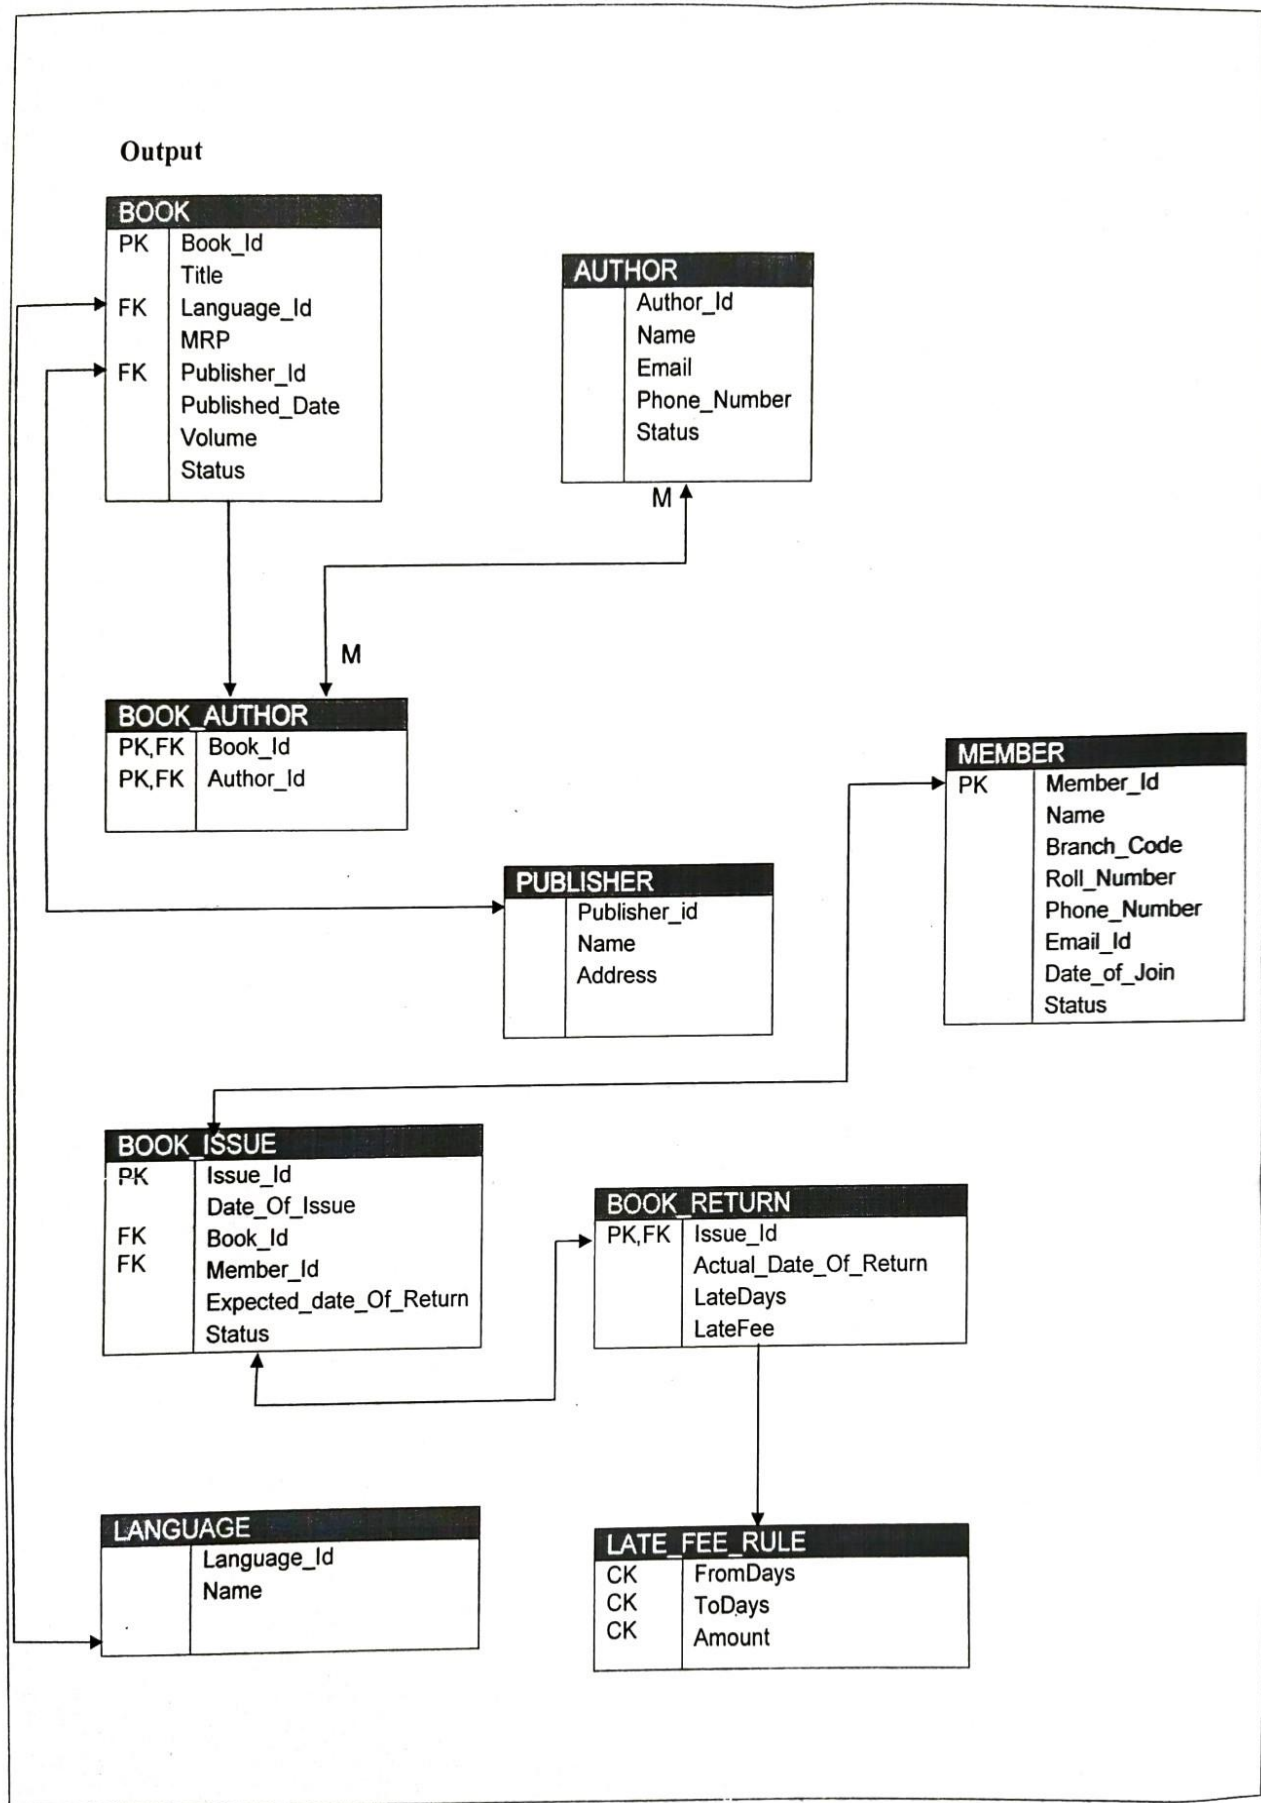 Output
BOOK
PK Book_Id
Title
FK Language_Id
MRP
FK Publisher_Id
Published_Date
Volume
Status
AUTHOR
Author_Id
Name
Email
Phone_Number
Status
M
M
BOOK_AUTHOR
PK,FK Book_Id
PK,FK Author_Id
MEMBER
PK Member_Id
Name
Branch_Code
Roll_Number
Phone_Number
Email_Id
Date_of_Join
Status
PUBLISHER
Publisher_id
Name
Address
BOOK_ISSUE
PK Issue_Id
Date_Of_Issue
FK Book_Id
FK Member_Id
Expected_date_Of_Return
Status
BOOK_RETURN
PK,FK Issue_Id
Actual_Date_Of_Return
LateDays
LateFee
LANGUAGE
Language_Id
Name
LATE_FEE_RULE
CK FromDays
CK ToDays
CK Amount